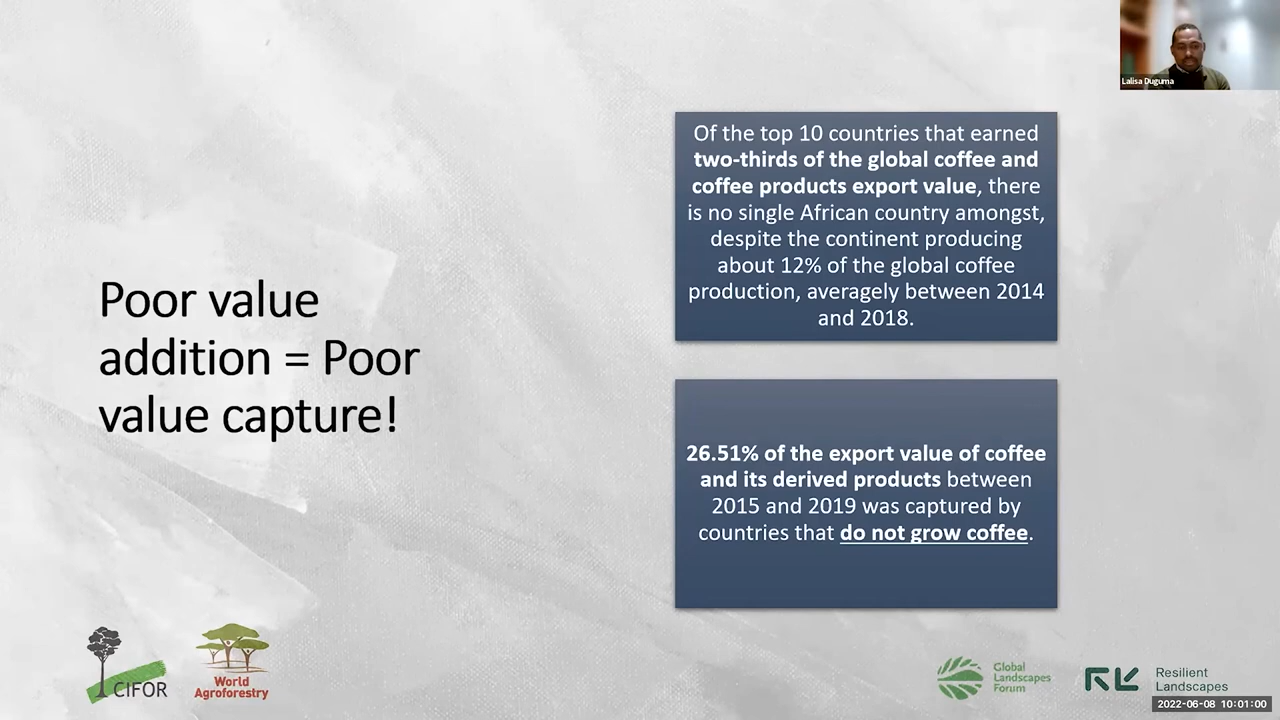 Lalisa Duguma
Of the top 10 countries that earned
two-thirds of the global coffee and
coffee products export value, there
is no single African country amongst,
despite the continent producing
about 12% of the global coffee
production, averagely between 2014
and 2018.
Poor value
addition = Poor
value capture!
26.51% of the export value of coffee
and its derived products between
2015 and 2019 was captured by
countries that do not grow coffee.
CIFOR
World
Agroforestry
Global
Landscapes
Forum
Resilient
Landscapes
2022-06-08 10:01:00